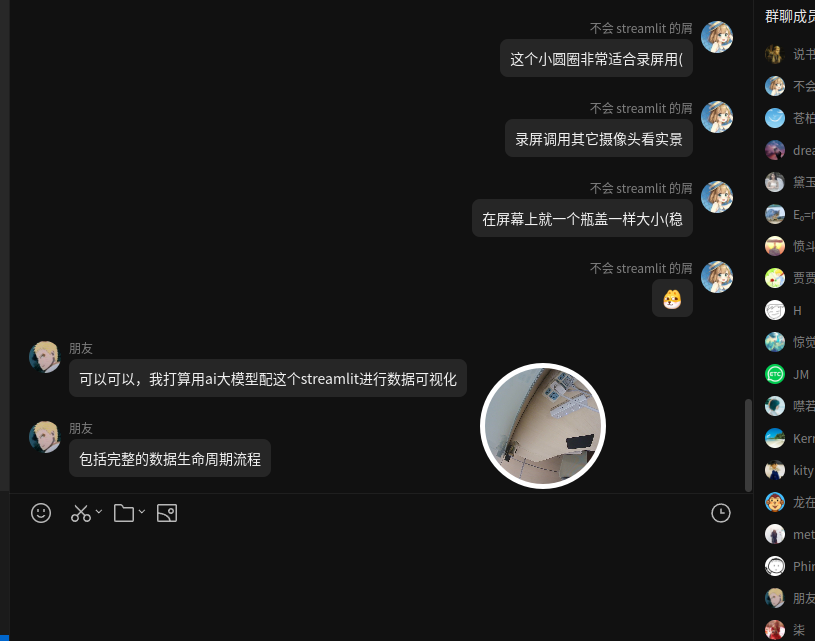 群聊成员
不会 streamlit 的屑
这个小圆圈非常适合录屏用(
不会 streamlit 的屑
录屏调用其它摄像头看实景
不会 streamlit 的屑
在屏幕上就一个瓶盖一样大小(稳
不会 streamlit 的屑
朋友
可以可以，我打算用ai大模型配这个streamlit进行数据可视化
朋友
包括完整的数据生命周期流程
说书
不会
苍柏
drea
黛玉
E₀=r
愤斗
贾贾
H
惊觉
ETC
JM
噤若
Kerr
kity
龙在
met
Phir
朋友
柒